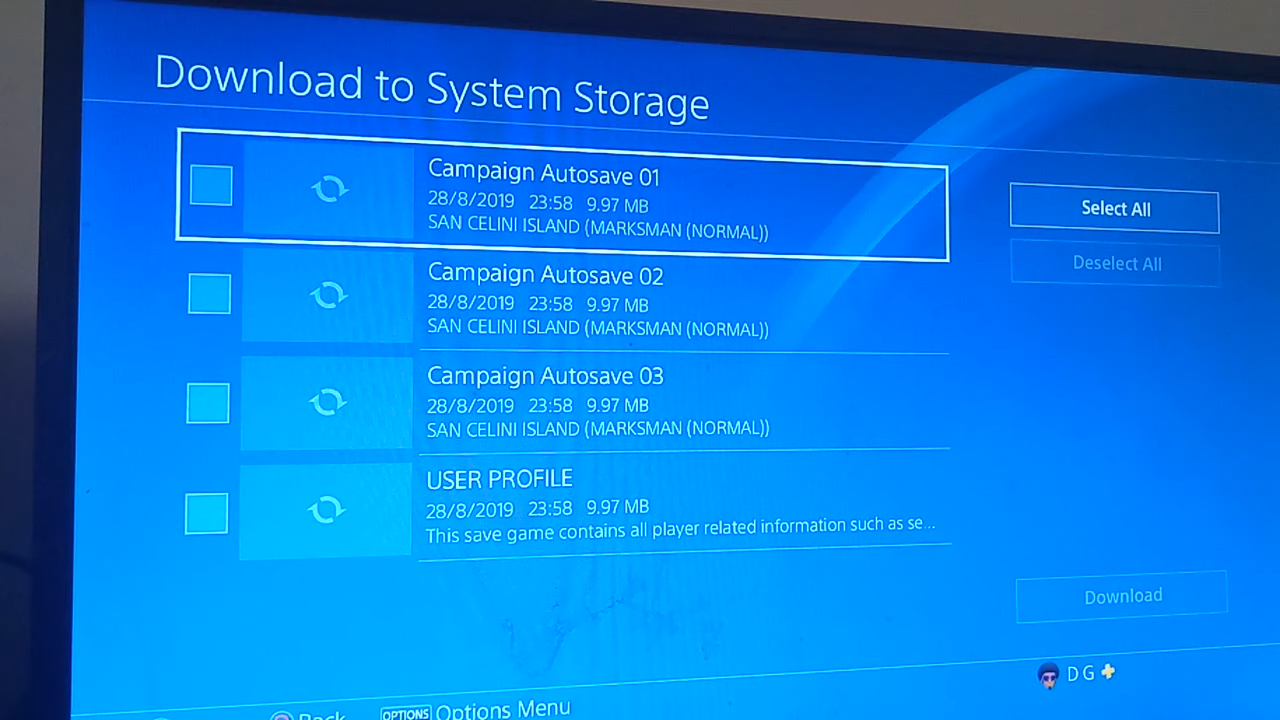 Download to System Storage
Campaign Autosave 01
28/8/2019 23:58 9.97 MB
SAN CELINI ISLAND (MARKSMAN (NORMAL))
Campaign Autosave 02
28/8/2019 23:58 9.97 MB
SAN CELINI ISLAND (MARKSMAN (NORMAL))
Campaign Autosave 03
28/8/2019 23:58 9.97 MB
SAN CELINI ISLAND (MARKSMAN (NORMAL))
USER PROFILE
28/8/2019 23:58 9.97 MB
This save game contains all player related information such as se...
Select All
Deselect All
Download
D G
Back OPTIONS Options Menu